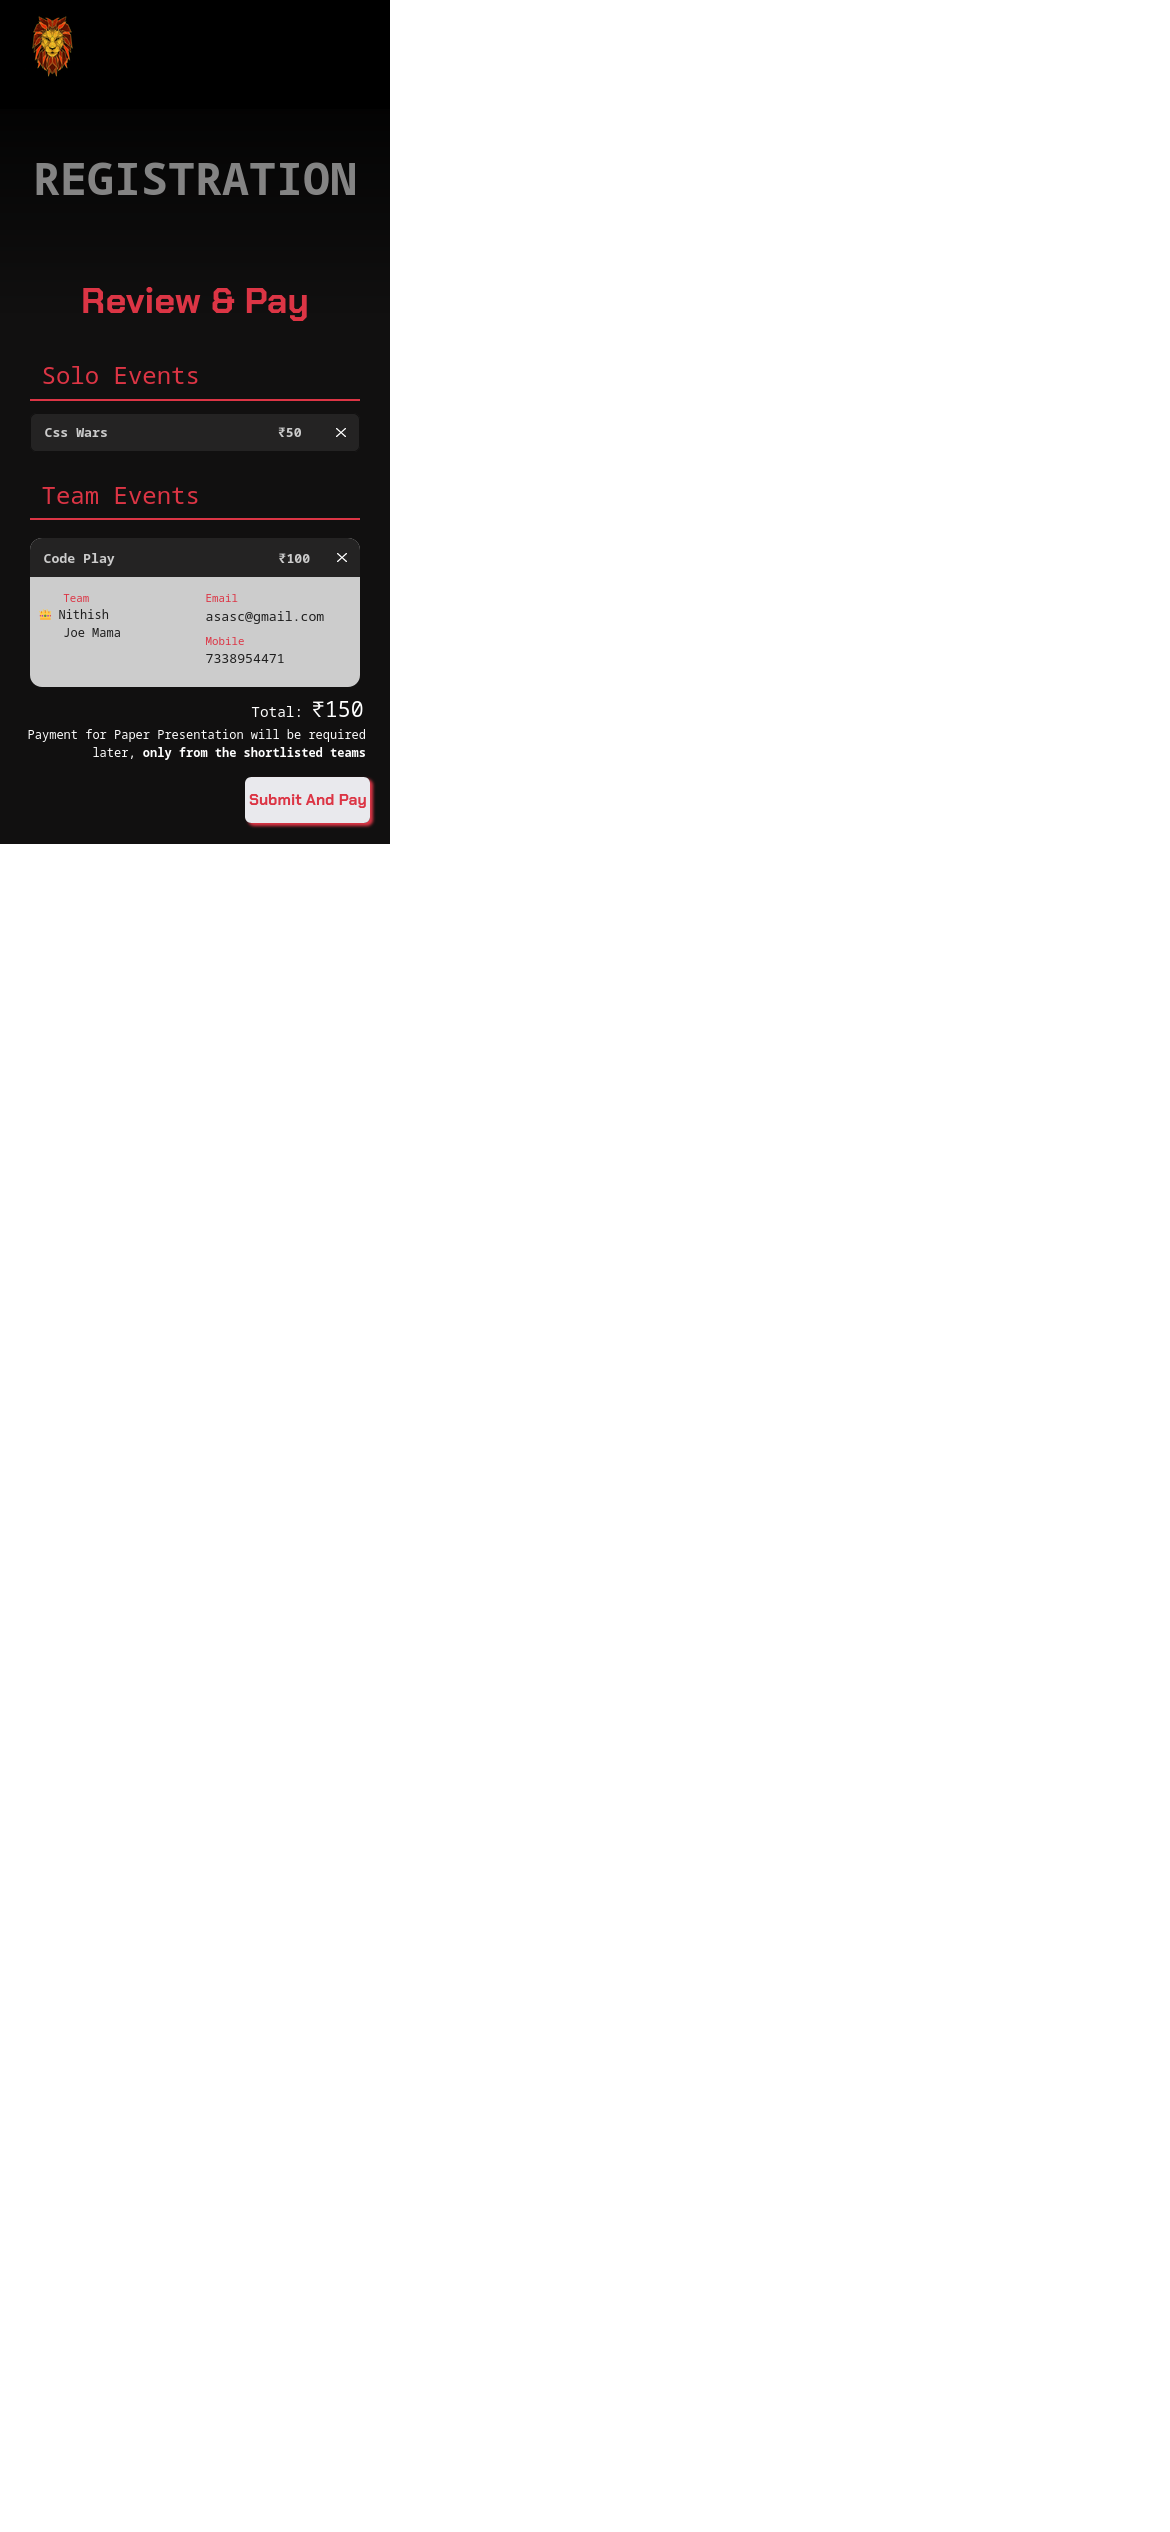 REGISTRATION
Review & Pay
Solo Events
Css Wars ₹50
Team Events
Code Play ₹100
Team
Nithish
Joe Mama
Email
asasc@gmail.com
Mobile
7338954471
Total: ₹150
Payment for Paper Presentation will be required
later, only from the shortlisted teams
Submit And Pay